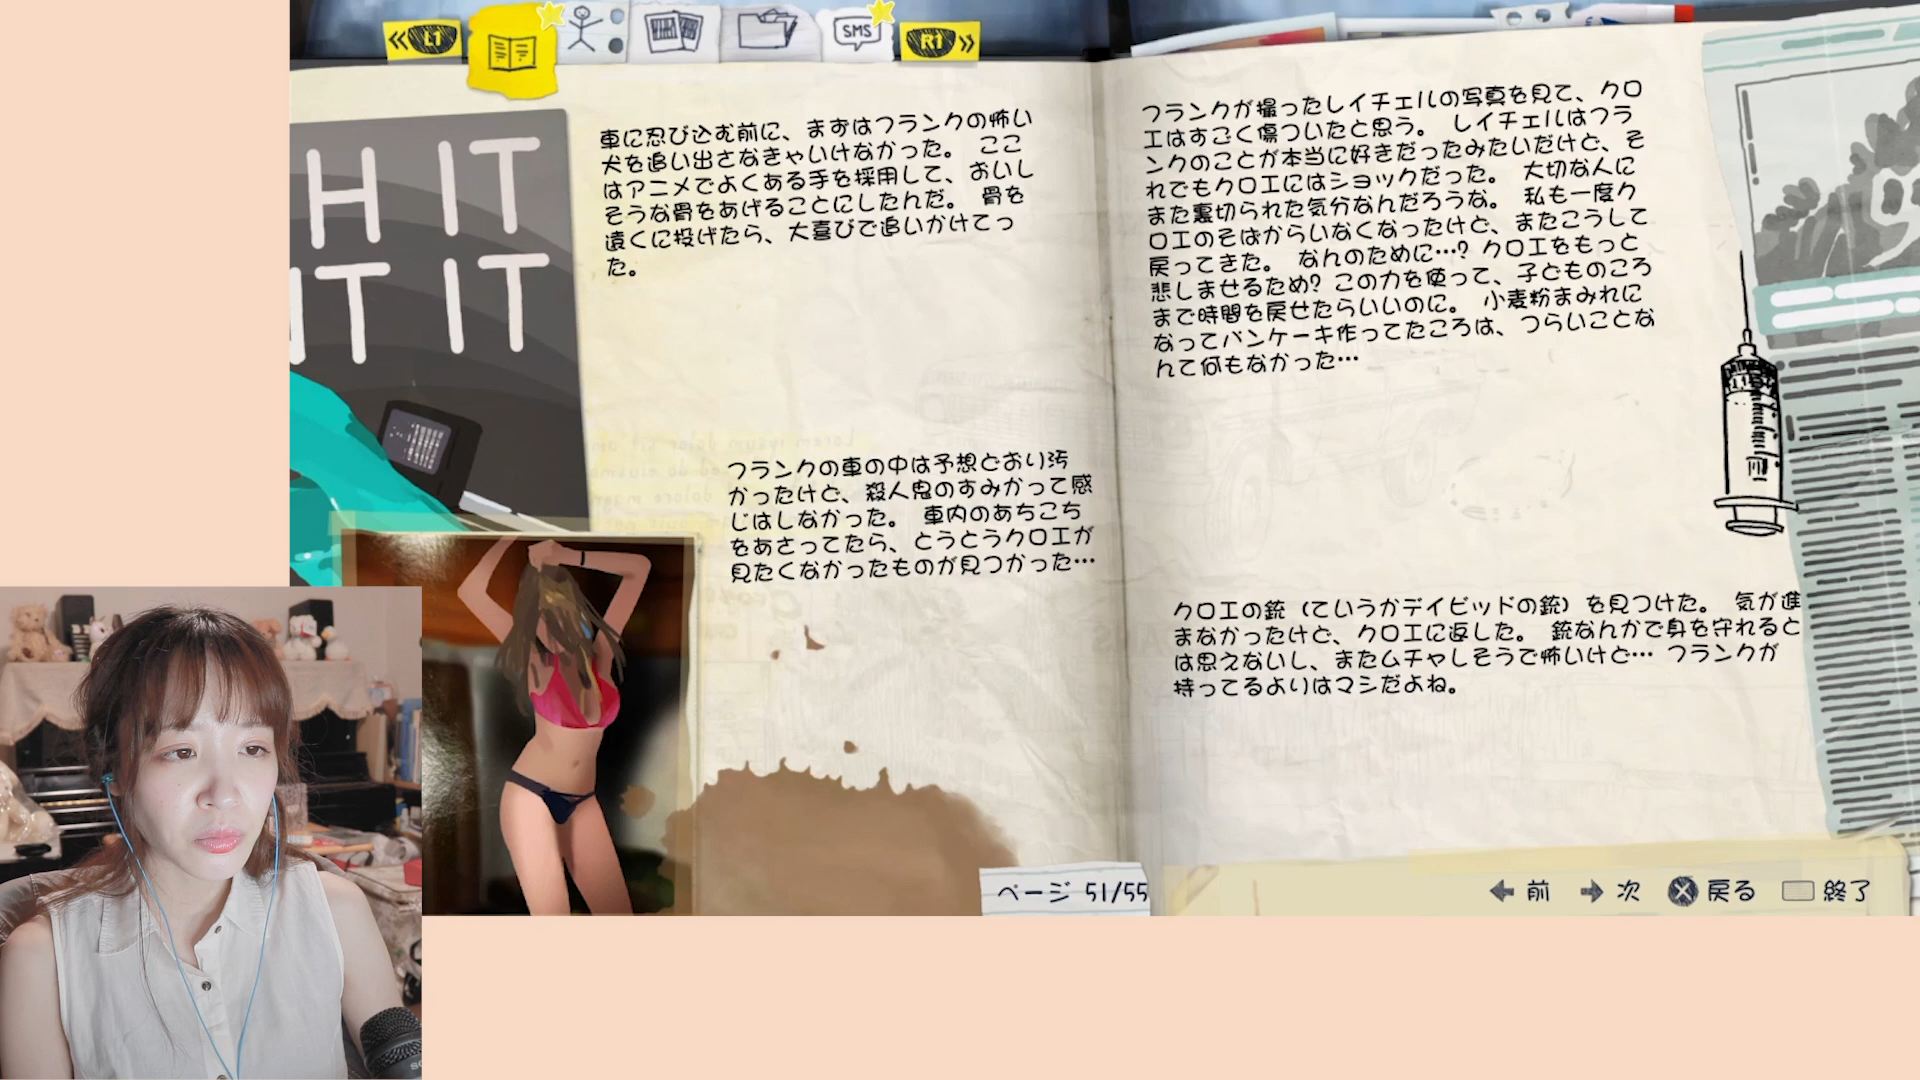 L1
SMS
R1
H IT
IT IT
車に忍び込む前に、まずはフランクの怖い
犬を追い出さなきゃいけなかった。 ここ
はアニメでよくある手を採用して、おいし
そうな骨をあげることにしたんだ。 骨を
遠くに投げたら、大喜びで追いかけてっ
た。
フランクの車の中は予想どおり汚
かったけど、殺人鬼のすみかって感
じはしなかった。 車内のあちこち
をあさってたら、とうとうクロエが
見たくなかったものが見つかった…
ページ 51/55
フランクが撮ったレイチェルの写真を見て、クロ
エはすごく傷ついたと思う。 レイチェルはフラ
ンクのことが本当に好きだったみたいだけど、そ
れでもクロエにはショックだった。 大切な人に
また裏切られた気分なんだろうな。 私も一度ク
ロエのそばからいなくなったけど、またこうして
戻ってきた。 なんのために…? クロエをもっと
悲しませるため? この力を使って、子どものころ
まで時間を戻せたらいいのに。 小麦粉まみれに
なってパンケーキ作ってたころは、つらいことな
んて何もなかった…
クロエの銃（ていうかデイビッドの銃）を見つけた。 気が進
まなかったけど、クロエに返した。 銃なんかで身を守れると
は思えないし、またムチャしそうで怖いけど… フランクが
持ってるよりはマシだよね。
前 次 戻る 終了